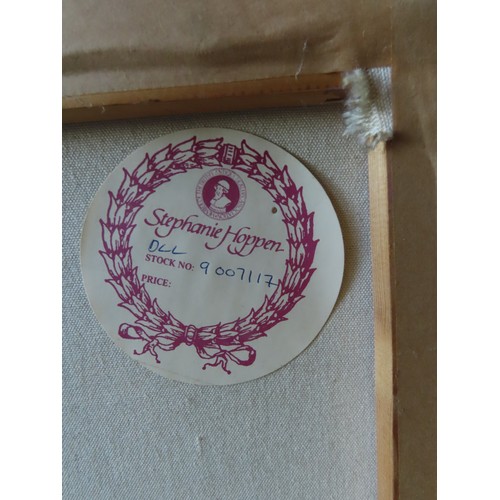 Stephanie Hoppen
DLL
STOCK NO: 9007117
PRICE: